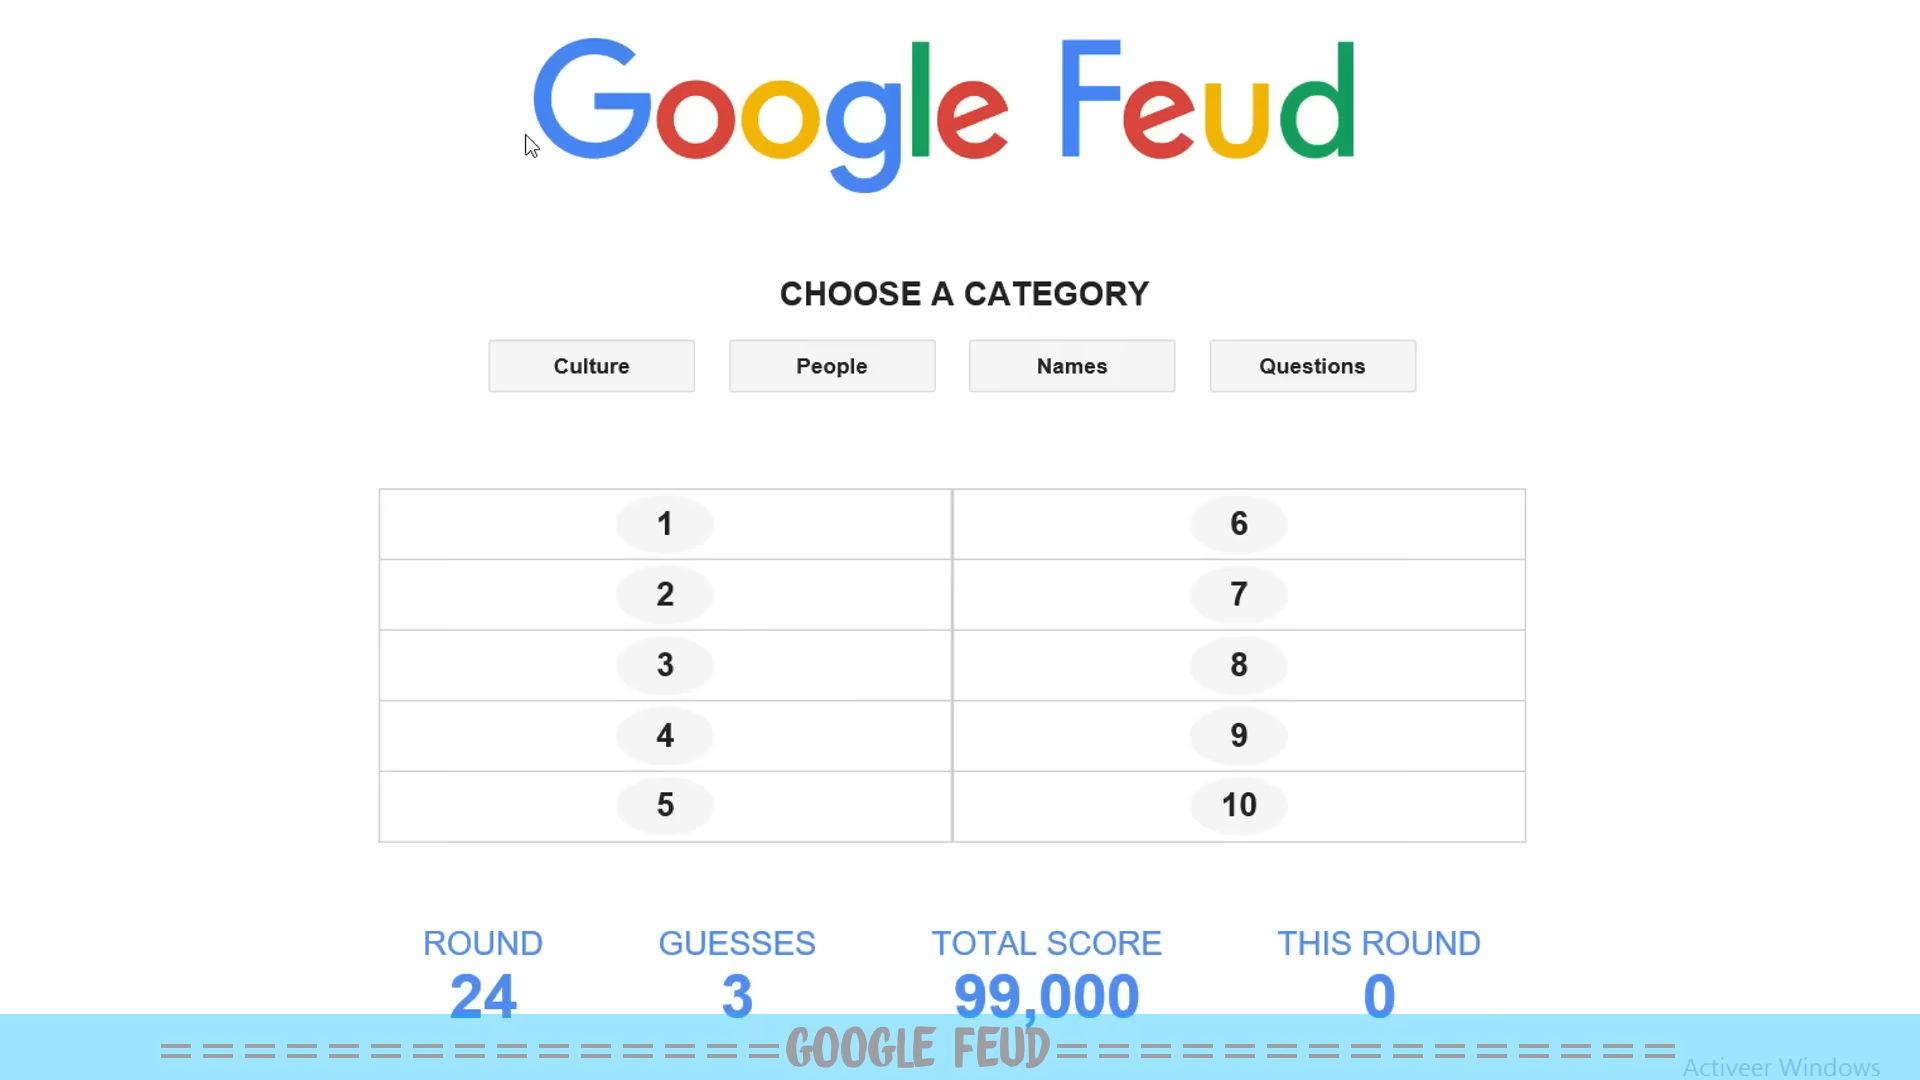 Google Feud
CHOOSE A CATEGORY
Culture People Names Questions
1 6
2 7
3 8
4 9
5 10
ROUND GUESSES TOTAL SCORE THIS ROUND
24 3 99,000 0
===============GOOGLE FEUD===============
Activeer Windows